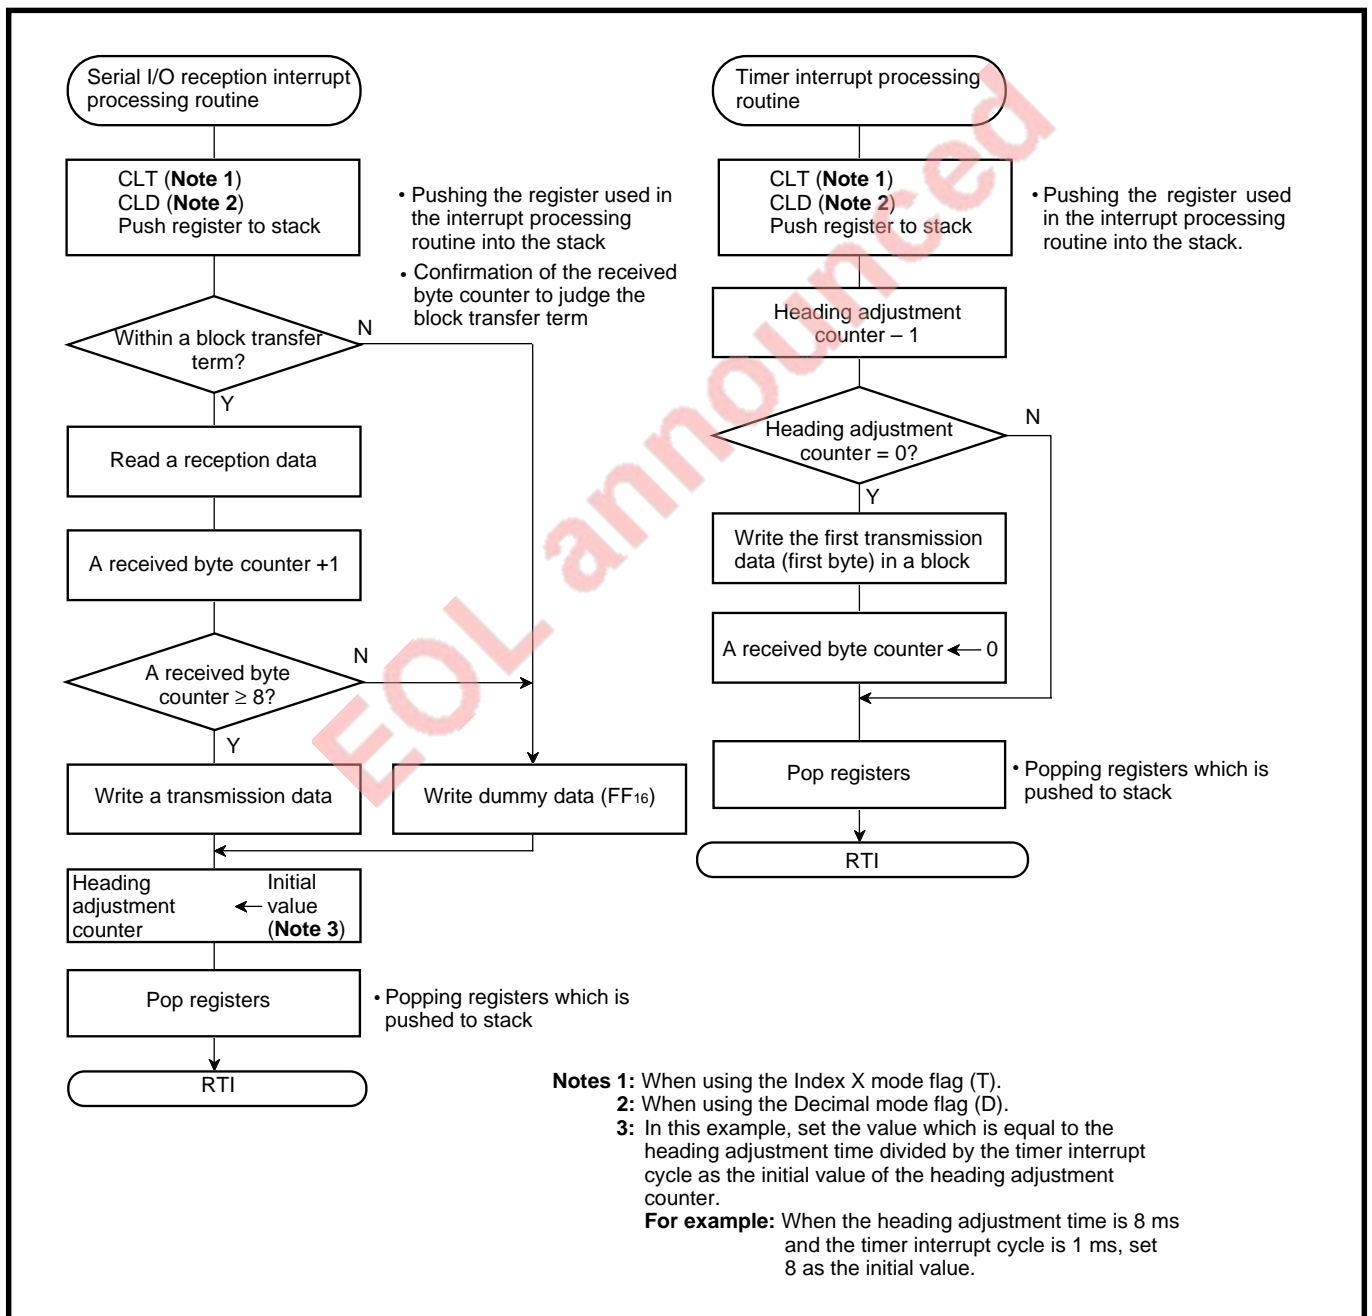 Serial I/O reception interrupt
processing routine
CLT (Note 1)
CLD (Note 2)
Push register to stack
• Pushing the register used in
the interrupt processing
routine into the stack
• Confirmation of the received
byte counter to judge the
block transfer term
Within a block transfer
term?
N
Y
Read a reception data
A received byte counter +1
A received byte
counter ≥ 8?
N
Y
Write a transmission data
Write dummy data (FF16)
Heading
adjustment
counter
←
Initial
value
(Note 3)
Pop registers
• Popping registers which is
pushed to stack
RTI
Timer interrupt processing
routine
CLT (Note 1)
CLD (Note 2)
Push register to stack
• Pushing the register used
in the interrupt processing
routine into the stack.
Heading adjustment
counter – 1
Heading adjustment
counter = 0?
N
Y
Write the first transmission
data (first byte) in a block
A received byte counter ← 0
Pop registers
• Popping registers which is
pushed to stack
RTI
Notes 1: When using the Index X mode flag (T).
2: When using the Decimal mode flag (D).
3: In this example, set the value which is equal to the
heading adjustment time divided by the timer interrupt
cycle as the initial value of the heading adjustment
counter.
For example: When the heading adjustment time is 8 ms
and the timer interrupt cycle is 1 ms, set
8 as the initial value.
EOL announced